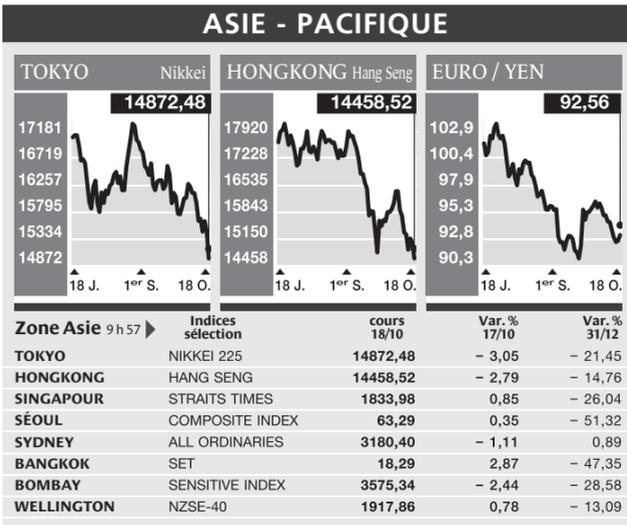 ASIE - PACIFIQUE
TOKYO Nikkei
14872,48
17181
16719
16257
15795
15334
14872
18 J. 1er S. 18 O.
HONGKONG Hang Seng
14458,52
17920
17228
16535
15843
15150
14458
18 J. 1er S. 18 O.
EURO / YEN
92,56
102,9
100,4
97,9
95,3
92,8
90,3
18 J. 1er S. 18 O.
Zone Asie 9 h 57 Indices sélection cours 18/10 Var. % 17/10 Var. % 31/12
TOKYO NIKKEI 225 14872,48 – 3,05 – 21,45
HONGKONG HANG SENG 14458,52 – 2,79 – 14,76
SINGAPOUR STRAITS TIMES 1833,98 0,85 – 26,04
SÉOUL COMPOSITE INDEX 63,29 0,35 – 51,32
SYDNEY ALL ORDINARIES 3180,40 – 1,11 0,89
BANGKOK SET 18,29 2,87 – 47,35
BOMBAY SENSITIVE INDEX 3575,34 – 2,44 – 28,58
WELLINGTON NZSE-40 1917,86 0,78 – 13,09